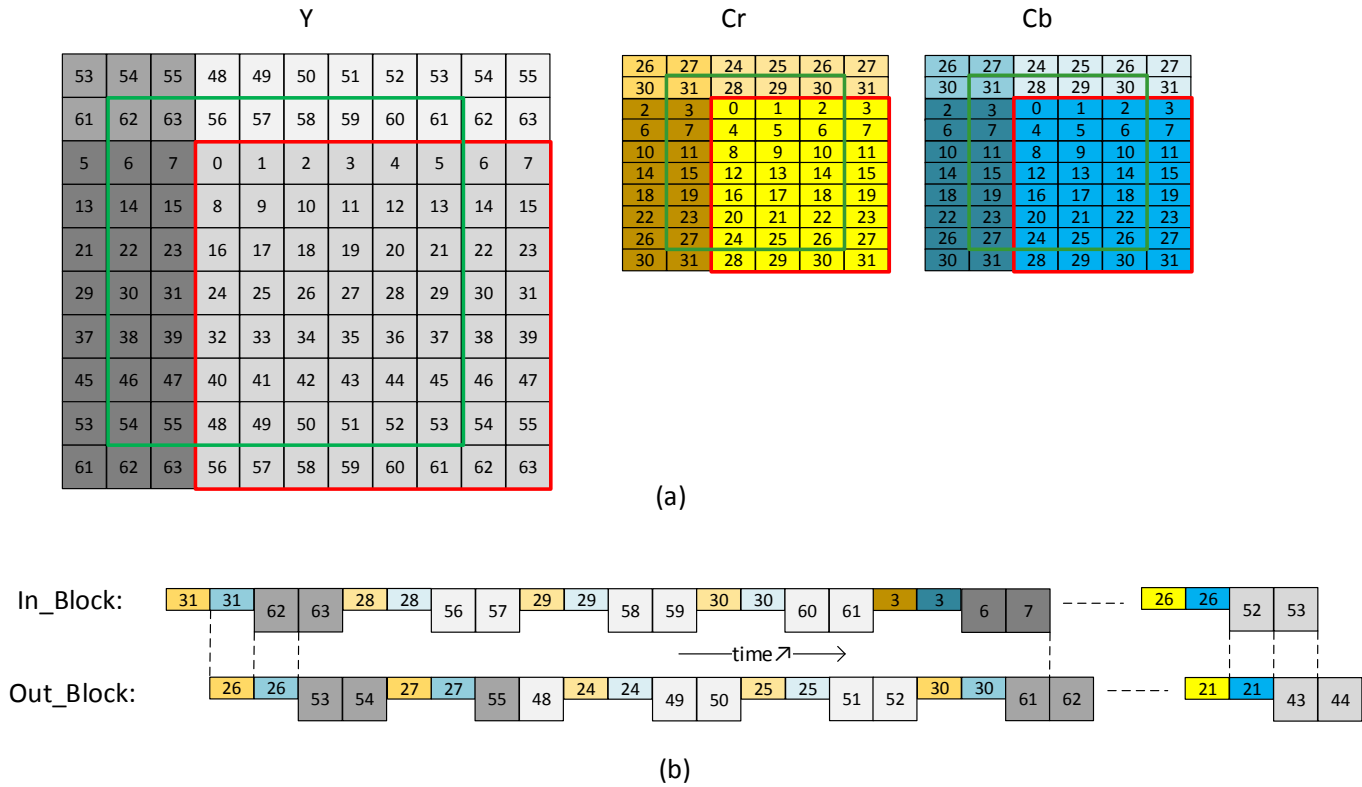 Y Cr Cb
53 54 55 48 49 50 51 52 53 54 55
61 62 63 56 57 58 59 60 61 62 63
5 6 7 0 1 2 3 4 5 6 7
13 14 15 8 9 10 11 12 13 14 15
21 22 23 16 17 18 19 20 21 22 23
29 30 31 24 25 26 27 28 29 30 31
37 38 39 32 33 34 35 36 37 38 39
45 46 47 40 41 42 43 44 45 46 47
53 54 55 48 49 50 51 52 53 54 55
61 62 63 56 57 58 59 60 61 62 63
26 27 24 25 26 27
30 31 28 29 30 31
2 3 0 1 2 3
6 7 4 5 6 7
10 11 8 9 10 11
14 15 12 13 14 15
18 19 16 17 18 19
22 23 20 21 22 23
26 27 24 25 26 27
30 31 28 29 30 31
26 27 24 25 26 27
30 31 28 29 30 31
2 3 0 1 2 3
6 7 4 5 6 7
10 11 8 9 10 11
14 15 12 13 14 15
18 19 16 17 18 19
22 23 20 21 22 23
26 27 24 25 26 27
30 31 28 29 30 31
(a)
In_Block: 31 31 62 63 28 28 56 57 29 29 58 59 30 30 60 61 3 3 6 7 26 26 52 53
time↗
Out_Block: 26 26 53 54 27 27 55 48 24 24 49 50 25 25 51 52 30 30 61 62 21 21 43 44
(b)